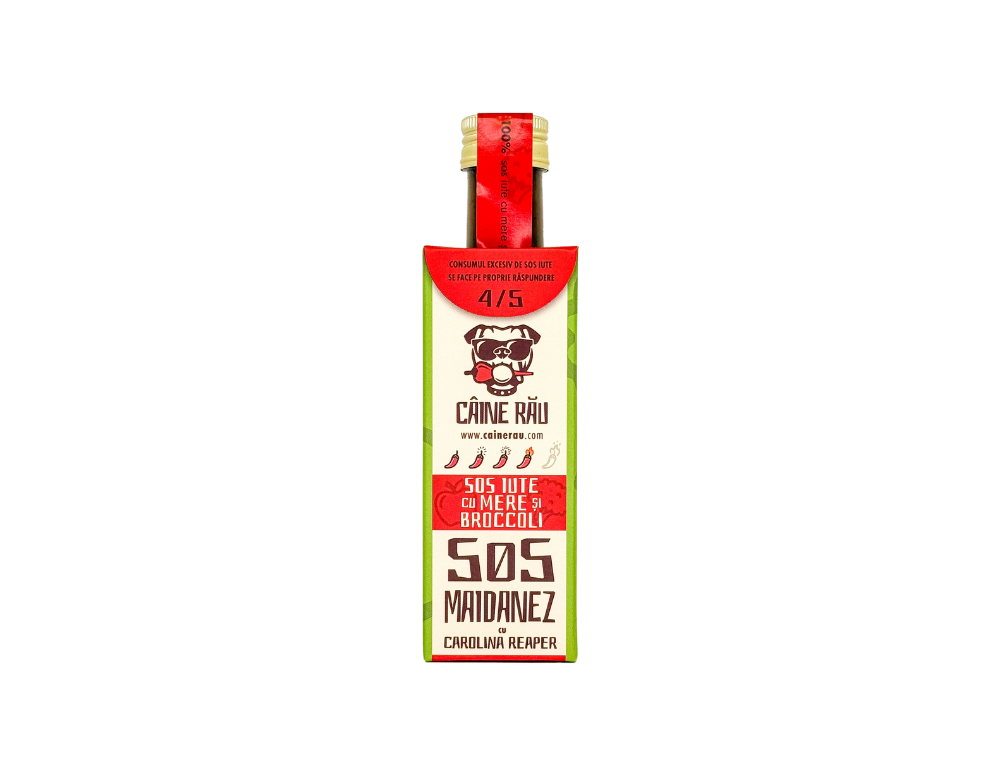 100% sos iute cu mere
CONSUMUL EXCESIV DE SOS IUTE
SE FACE PE PROPRIE RĂSPUNDERE
4/5
CÂINE RĂU
www.cainerau.com
SOS IUTE
CU MERE ȘI
BROCCOLI
SOS
MAIDANEZ
CU
CAROLINA REAPER